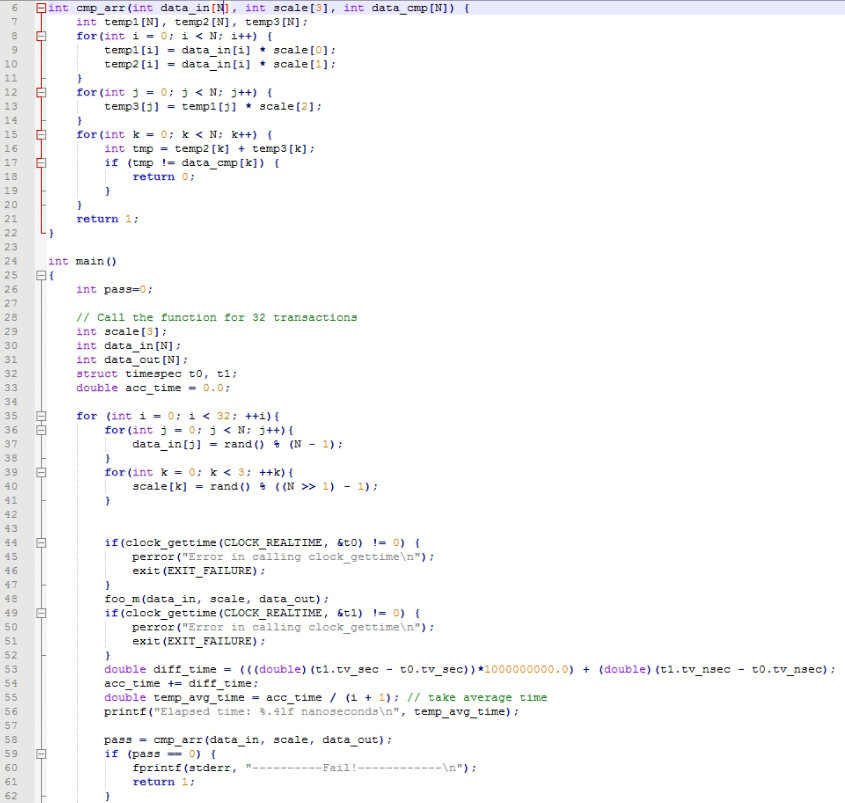 6 int cmp_arr(int data_in[N], int scale[3], int data_cmp[N]) {
7 int temp1[N], temp2[N], temp3[N];
8 for(int i = 0; i < N; i++) {
9 temp1[i] = data_in[i] * scale[0];
10 temp2[i] = data_in[i] * scale[1];
11 }
12 for(int j = 0; j < N; j++) {
13 temp3[j] = temp1[j] * scale[2];
14 }
15 for(int k = 0; k < N; k++) {
16 int tmp = temp2[k] + temp3[k];
17 if (tmp != data_cmp[k]) {
18 return 0;
19 }
20 }
21 return 1;
22 }
23
24 int main()
25 {
26 int pass=0;
27
28 // Call the function for 32 transactions
29 int scale[3];
30 int data_in[N];
31 int data_out[N];
32 struct timespec t0, t1;
33 double acc_time = 0.0;
34
35 for (int i = 0; i < 32; ++i){
36 for(int j = 0; j < N; j++){
37 data_in[j] = rand() % (N - 1);
38 }
39 for(int k = 0; k < 3; ++k){
40 scale[k] = rand() % ((N >> 1) - 1);
41 }
42
43
44 if(clock_gettime(CLOCK_REALTIME, &t0) != 0) {
45 perror("Error in calling clock_gettime\n");
46 exit(EXIT_FAILURE);
47 }
48 foo_m(data_in, scale, data_out);
49 if(clock_gettime(CLOCK_REALTIME, &t1) != 0) {
50 perror("Error in calling clock_gettime\n");
51 exit(EXIT_FAILURE);
52 }
53 double diff_time = (((double)(t1.tv_sec - t0.tv_sec))*1000000000.0) + (double)(t1.tv_nsec - t0.tv_nsec);
54 acc_time += diff_time;
55 double temp_avg_time = acc_time / (i + 1); // take average time
56 printf("Elapsed time: %.4lf nanoseconds\n", temp_avg_time);
57
58 pass = cmp_arr(data_in, scale, data_out);
59 if (pass == 0) {
60 fprintf(stderr, "----------Fail!------------\n");
61 return 1;
62 }